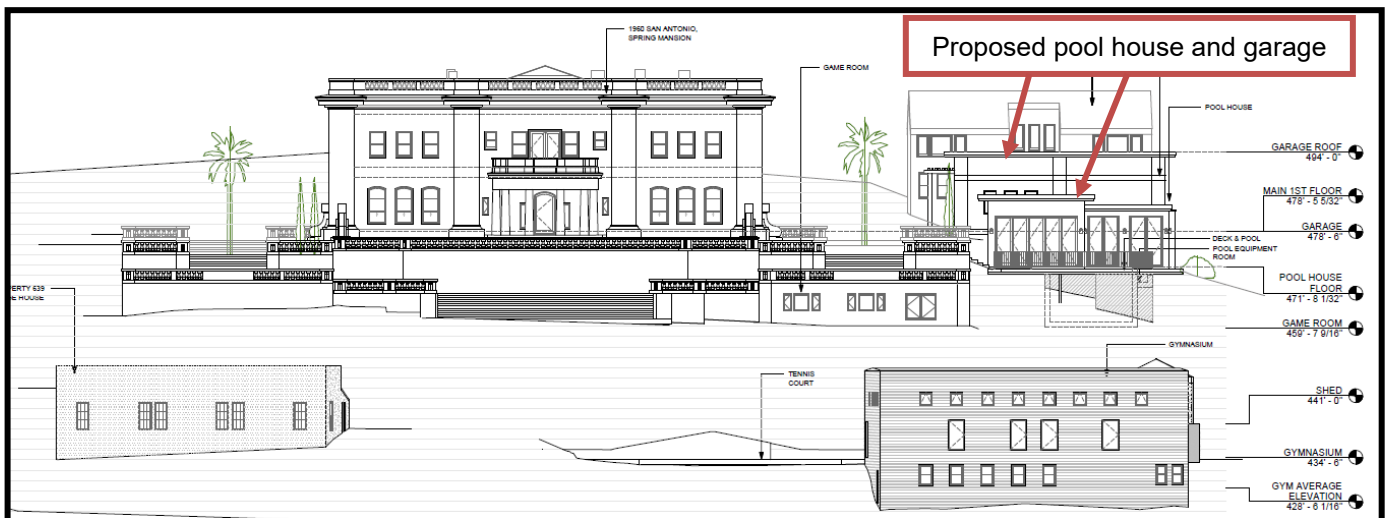 1960 SAN ANTONIO,
SPRING MANSION
Proposed pool house and garage
GAME ROOM
POOL HOUSE
GARAGE ROOF
494' - 0"
MAIN 1ST FLOOR
478' - 5 5/32"
GARAGE
478' - 6"
DECK & POOL
POOL EQUIPMENT
ROOM
POOL HOUSE
FLOOR
471' - 8 1/32"
GAME ROOM
459' - 7 9/16"
PERTY 639
E HOUSE
GYMNASIUM
TENNIS
COURT
SHED
441' - 0"
GYMNASIUM
434' - 6"
GYM AVERAGE
ELEVATION
428' - 6 1/16"